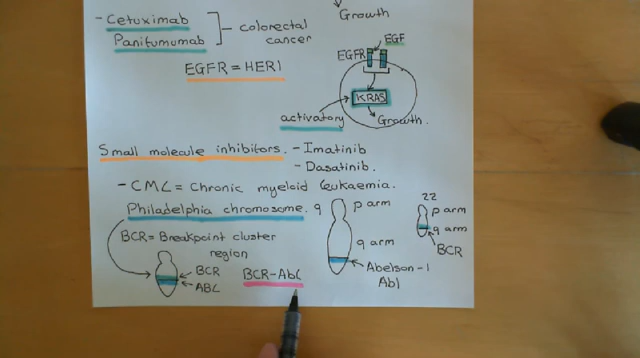 Growth
- Cetuximab
Panitumumab
colorectal
cancer
EGFR = HER1
EGF
EGFR
KRAS
activatory
Growth.
Small molecule inhibitors. - Imatinib
- Dasatinib.
- CML = Chronic myeloid leukaemia.
Philadelphia chromosome.
BCR = Breakpoint cluster
region
BCR
ABL
BCR-Abl
9
p arm
q arm
Abelson-1
Abl
22
p arm
q arm
BCR